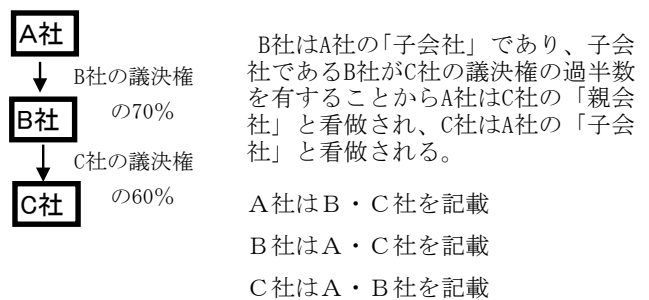 A社
B社の議決権
の70%
B社
C社の議決権
の60%
C社
B社はA社の「子会社」であり、子会
社であるB社がC社の議決権の過半数
を有することからA社はC社の「親会
社」と看做され、C社はA社の「子会
社」と看做される。
A社はB・C社を記載
B社はA・C社を記載
C社はA・B社を記載